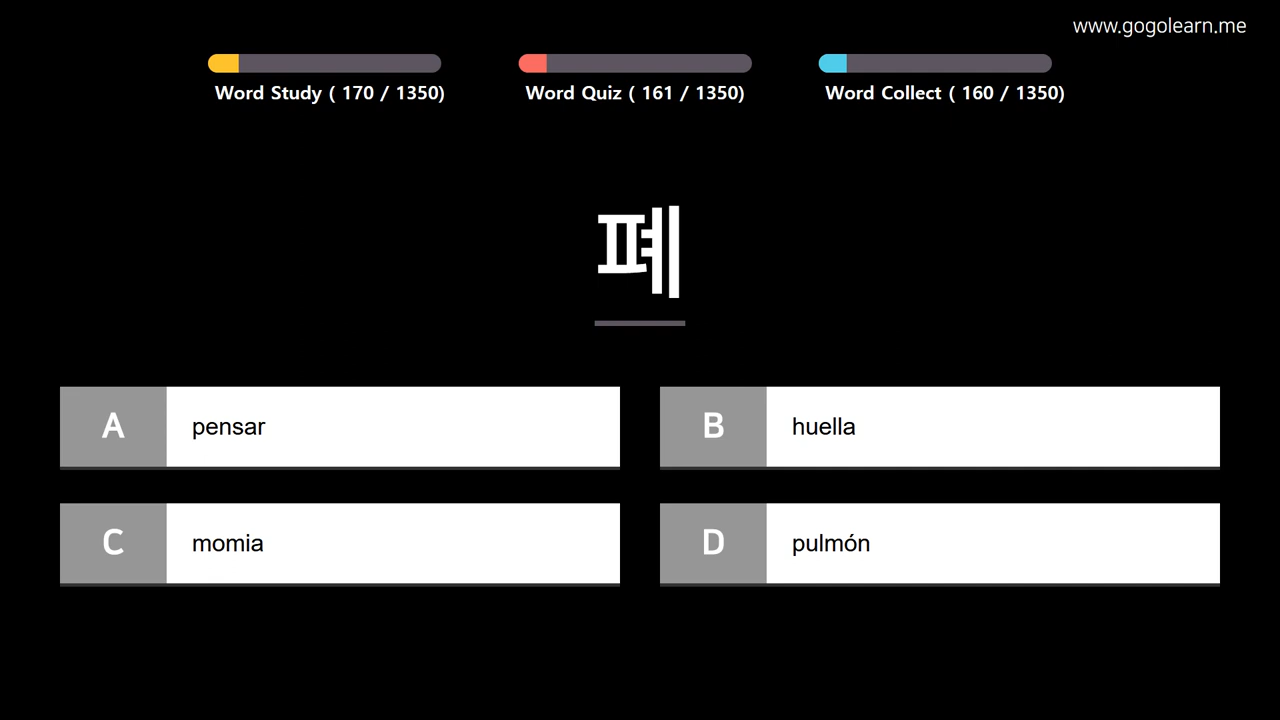 www.gogolearn.me
Word Study ( 170 / 1350)
Word Quiz ( 161 / 1350)
Word Collect ( 160 / 1350)
폐
A pensar
B huella
C momia
D pulmón